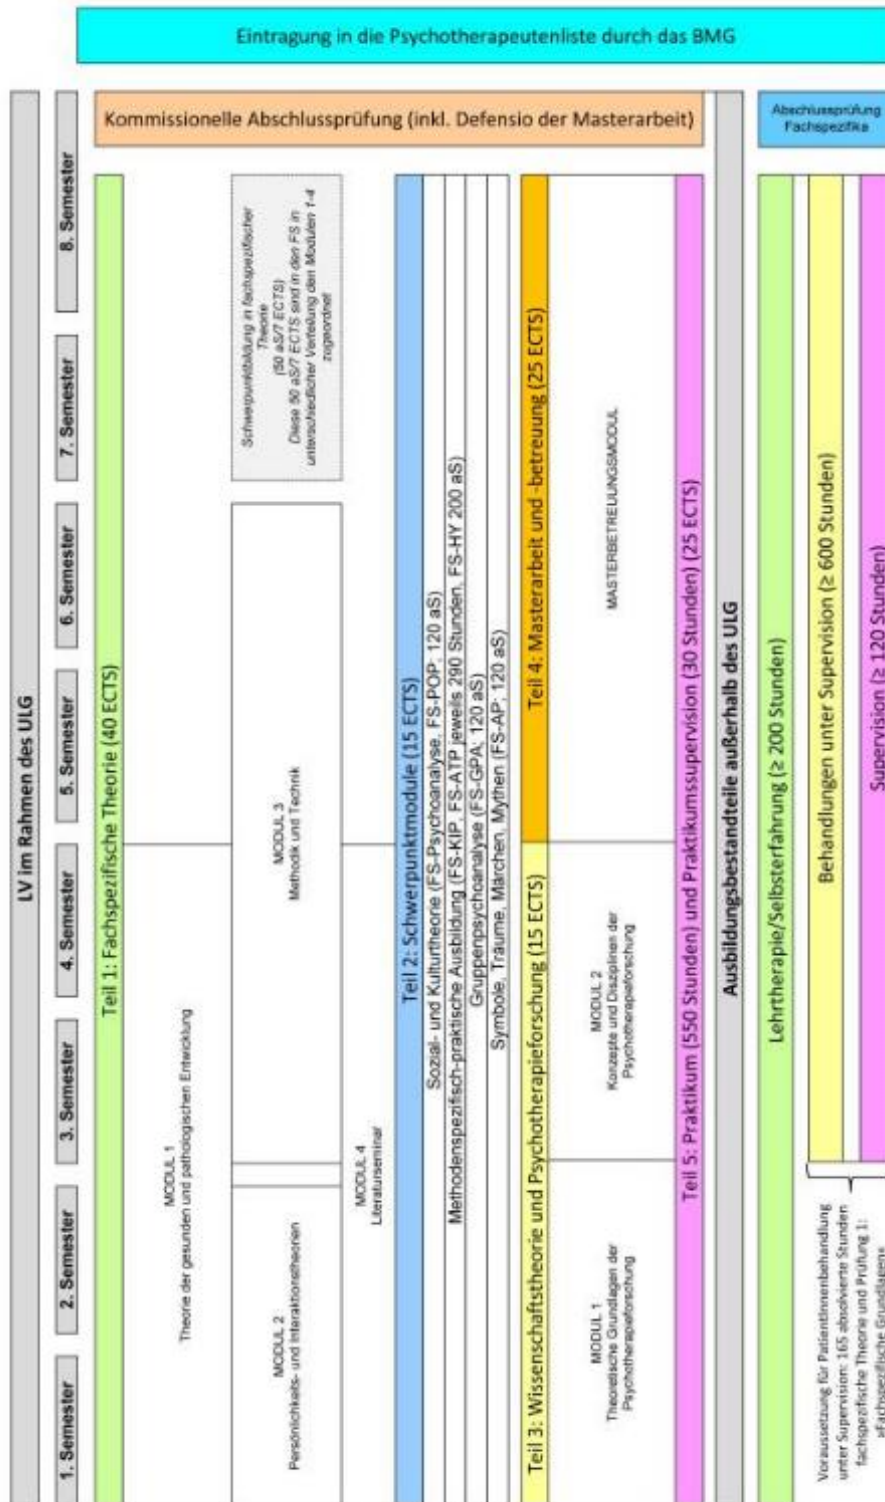 Eintragung in die Psychotherapeutenliste durch das BMG
LV im Rahmen des ULG
1. Semester
2. Semester
3. Semester
4. Semester
5. Semester
6. Semester
7. Semester
8. Semester
Kommissionelle Abschlussprüfung (inkl. Defensio der Masterarbeit)
Teil 1: Fachspezifische Theorie (40 ECTS)
MODUL 1
Theorie der gesunden und pathologischen Entwicklung
MODUL 2
Persönlichkeits- und Interaktionstheorien
MODUL 3
Methodik und Technik
Schwerpunktbildung in fachspezifischer
Theorie
(50 aS/7 ECTS)
Diese 50 aS/7 ECTS sind in den FS in
unterschiedlicher Verteilung den Modulen 1-4
zugeordnet
MODUL 4
Literaturseminar
Teil 2: Schwerpunktmodule (15 ECTS)
Sozial- und Kulturtheorie (FS-Psychoanalyse, FS-POP; 120 aS)
Methodenspezifisch-praktische Ausbildung (FS-KIP, FS-ATP jeweils 290 Stunden, FS-HY 200 aS)
Gruppenpsychoanalyse (FS-GPA; 120 aS)
Symbole, Träume, Märchen, Mythen (FS-AP; 120 aS)
Teil 3: Wissenschaftstheorie und Psychotherapieforschung (15 ECTS)
Teil 4: Masterarbeit und -betreuung (25 ECTS)
MODUL 1
Theoretische Grundlagen der
Psychotherapieforschung
MODUL 2
Konzepte und Disziplinen der
Psychotherapieforschung
MASTERBETREUUNGSMODUL
Teil 5: Praktikum (550 Stunden) und Praktikumssupervision (30 Stunden) (25 ECTS)
Ausbildungsbestandteile außerhalb des ULG
Abschlussprüfung
Fachspezifika
Lehrtherapie/Selbsterfahrung (≥ 200 Stunden)
Behandlungen unter Supervision (≥ 600 Stunden)
Supervision (≥ 120 Stunden)
Voraussetzung für PatientInnenbehandlung
unter Supervision: 165 absolvierte Stunden
fachspezifische Theorie und Prüfung 1:
»Fachspezifische Grundlagen«